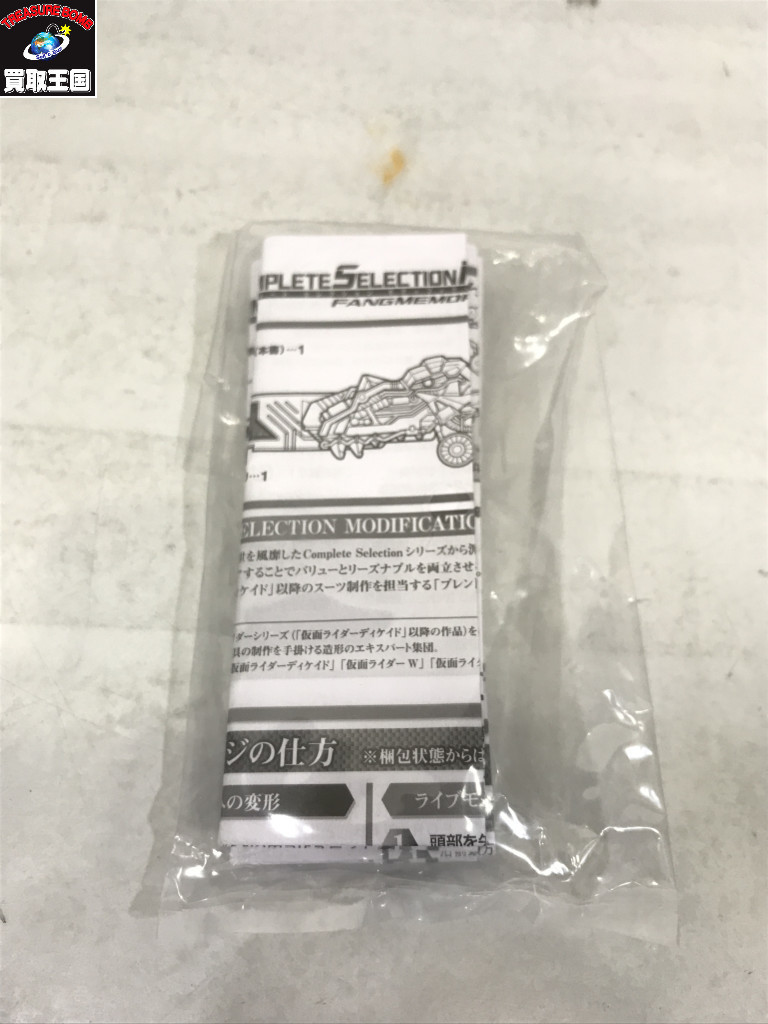 TREASURE BOMB
買取王国
MPLETE SELECTION
FANGMEMO
本書)…1
…1
ELECTION MODIFICATIO
を風靡したComplete Selectionシリーズから
することでバリューとリーズナブルを両立させ
ケイド」以降のスーツ制作を担当する「ブレン
ダーシリーズ(「仮面ライダーディケイド」以降の作品)を
具の制作を手掛ける造形のエキスパート集団。
仮面ライダーディケイド」「仮面ライダーW」「仮面ライ
ジの仕方 ※梱包状態からは
への変形
ライブモ
1 頭部を